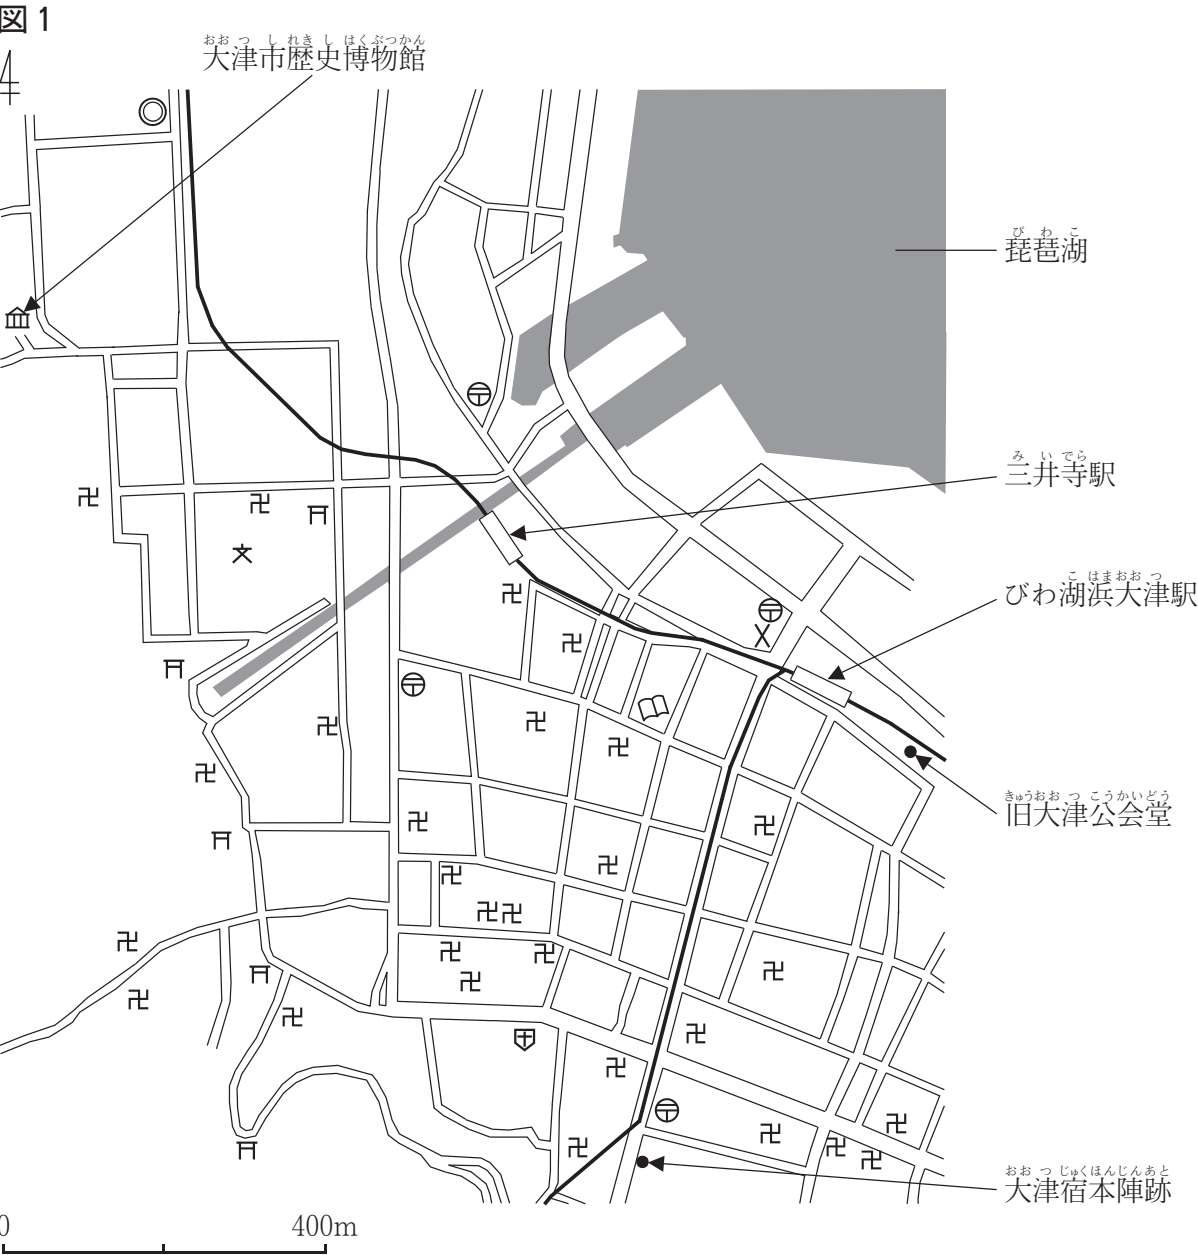 図1
おおつしれきしはくぶつかん
大津市歴史博物館
びわこ
琵琶湖
みいでら
三井寺駅
こはまおおつ
びわ湖浜大津駅
きゅうおおつこうかいどう
旧大津公会堂
おおつじゅくほんじんあと
大津宿本陣跡
0 400m